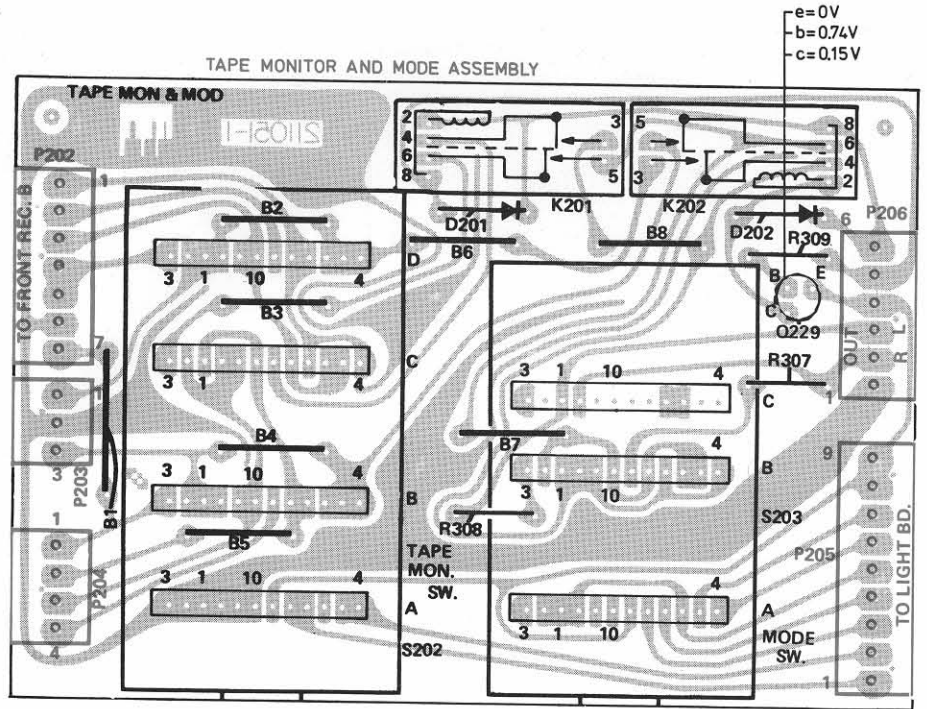 e=0V
b=0.74V
c=0.15V
TAPE MONITOR AND MODE ASSEMBLY
TAPE MON & MOD
211051-1
2 3 5 8
4 6
6 4
8 5 3 2
K201 K202
P202
1
TO FRONT REC. B
7
B2
D201
B6
B8
D202
6
P206
R309
3 1 10 4
D
B E
C
Q229
B3
OUT
L
R
3 1 4
C
R307
1
3 1 10 4
C
1
3
P203
B1
B4
B7
3 1 10 4
B
4
B
3 1 10
9
R308
S203
B5
1
P204
4
TAPE
MON.
SW.
P205
TO LIGHT BD.
3 1 10 4
A
S202
4
A
3 1 10
MODE
SW.
1